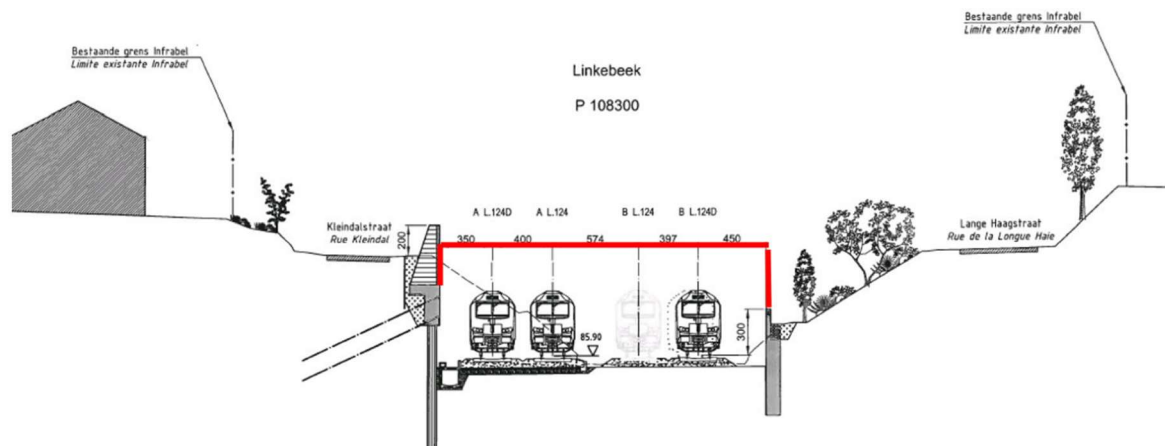 Bestaande grens Infrabel
Limite existante Infrabel
Bestaande grens Infrabel
Limite existante Infrabel
Linkebeek
P 108300
A L.124D
A L.124
B L.124
B L.124D
Kleindalstraat
Rue Kleindal
200
350
400
574
397
450
Lange Haagstraat
Rue de la Longue Haie
85.90
300